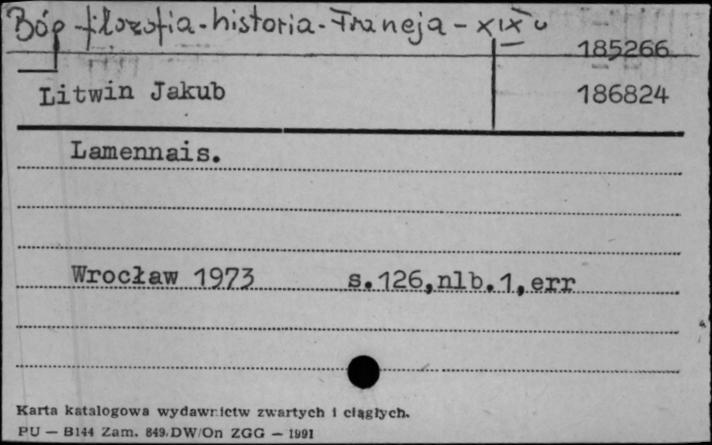 Bóg filozofia-historia-Francja-XIX w
185266
Litwin Jakub 186824
Lamennais.
Wrocław 1973 s.126,nlb.1,err
Karta katalogowa wydawnictw zwartych i ciągłych.
PU — B144 Zam. 849/DW/On ZGG — 1991